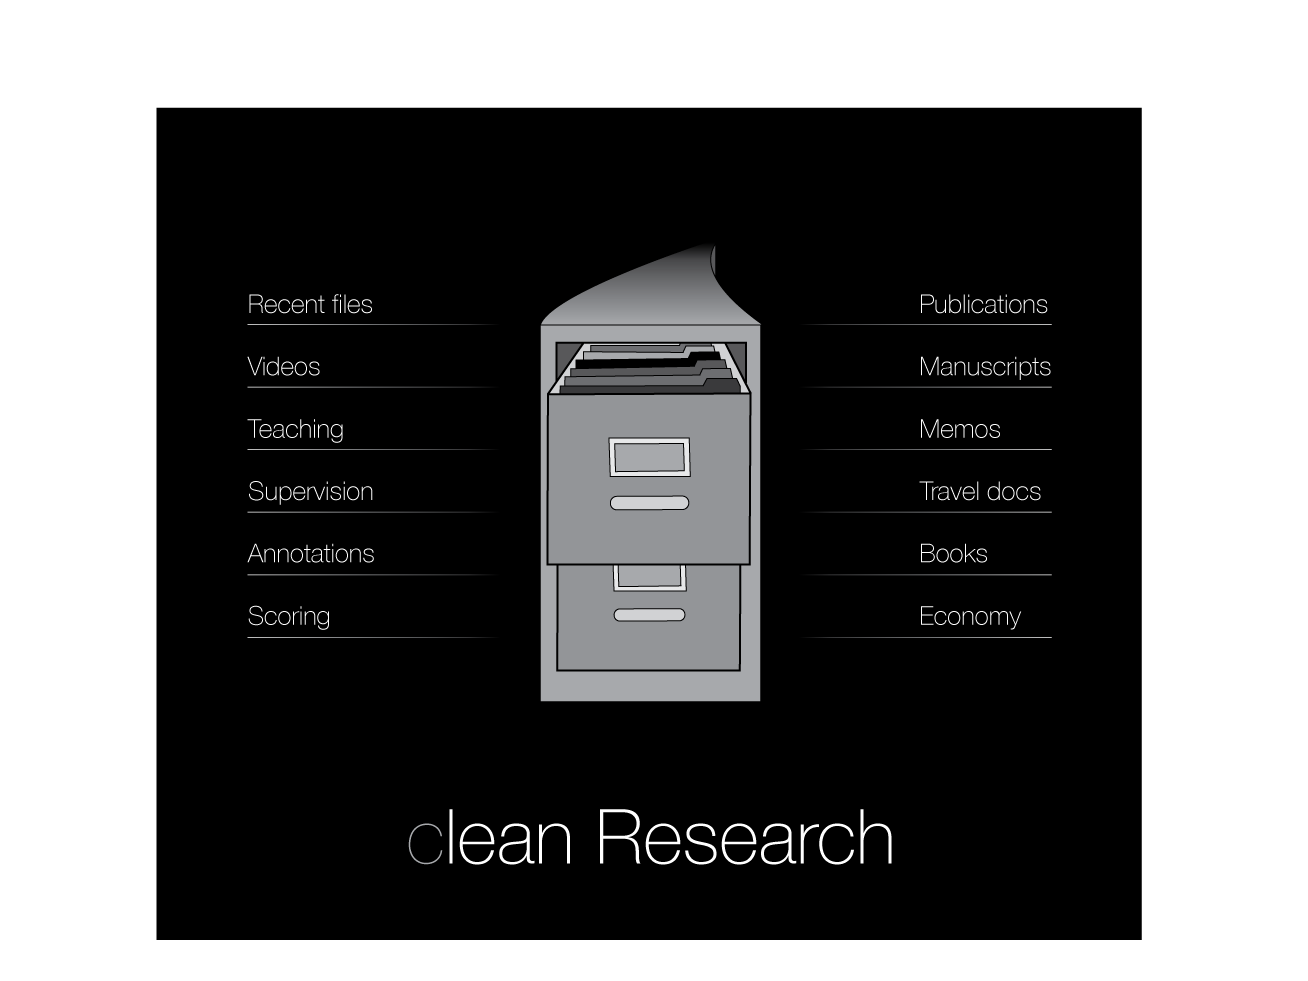 Recent files
Videos
Teaching
Supervision
Annotations
Scoring
Publications
Manuscripts
Memos
Travel docs
Books
Economy
clean Research